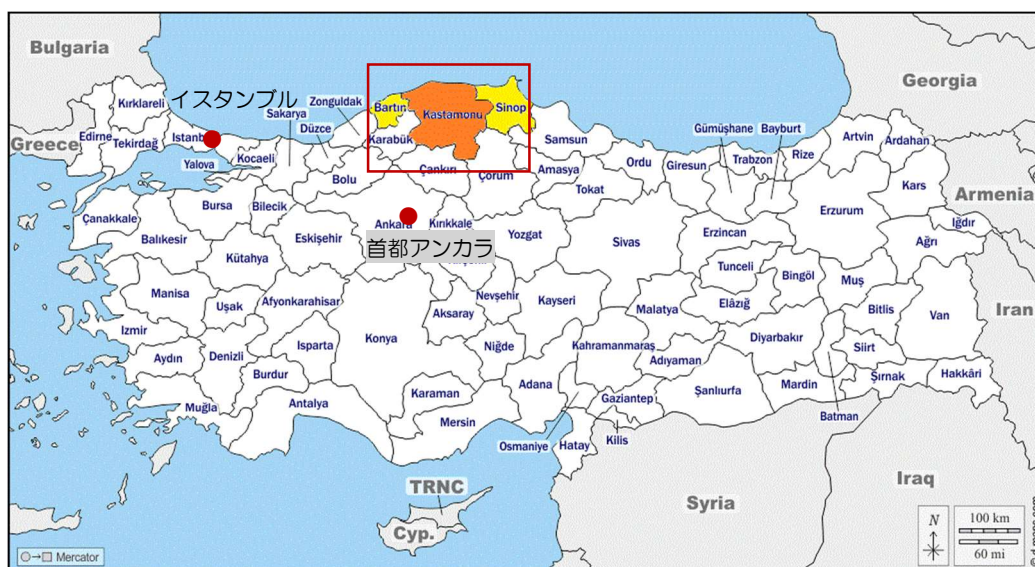 Bulgaria
Georgia
Kırklareli
イスタンブル
Zonguldak
Bartın
Kastamonu
Sinop
Sakarya
Düzce
Edirne
Tekirdağ
Istanbul
Greece
Karabük
Samsun
Gümüşhane
Bayburt
Artvin
Ardahan
Kocaeli
Yalova
Çankırı
Çorum
Amasya
Ordu
Giresun
Trabzon
Rize
Bolu
Tokat
Kars
Armenia
Bursa
Bilecik
Çanakkale
Ankara
Kırıkkale
Erzurum
Iğdır
Balıkesir
Eskişehir
Yozgat
Sivas
Erzincan
Ağrı
首都アンカラ
Kütahya
Tunceli
Bingöl
Muş
Manisa
Uşak
Afyonkarahisar
Nevşehir
Kayseri
Malatya
Elâzığ
Bitlis
Van
Iran
Aksaray
Izmir
Konya
Isparta
Niğde
Kahramanmaraş
Diyarbakır
Siirt
Aydın
Denizli
Adıyaman
Burdur
Karaman
Adana
Şanlıurfa
Mardin
Şırnak
Hakkâri
Muğla
Antalya
Gaziantep
Mersin
Batman
Osmaniye
Hatay
Kilis
TRNC
Cyp.
Syria
Iraq
N
100 km
60 mi
Mercator